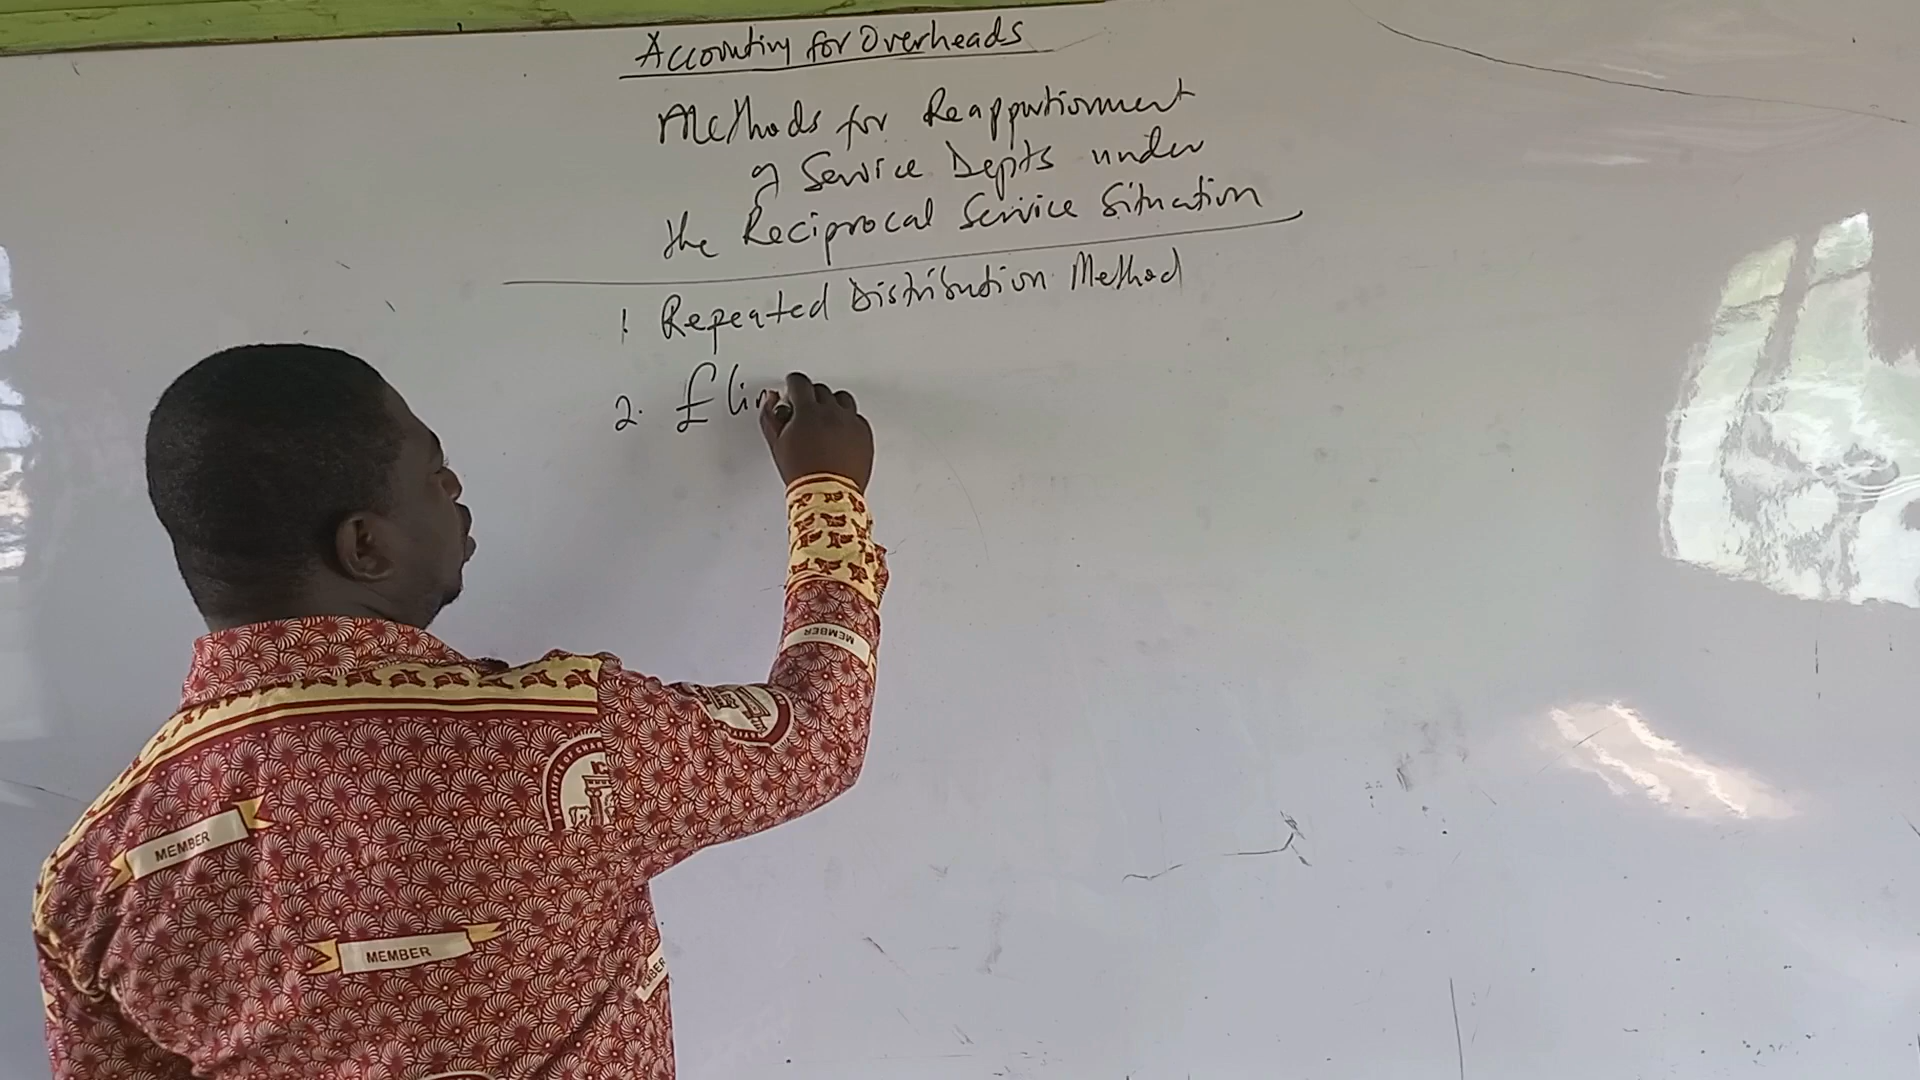 Accounting for Overheads
Methods for Reapportionment
of Service Depts under
the Reciprocal Service Situation
1. Repeated Distribution Method
2. Elim
MEMBER
MEMBER
MEMBER